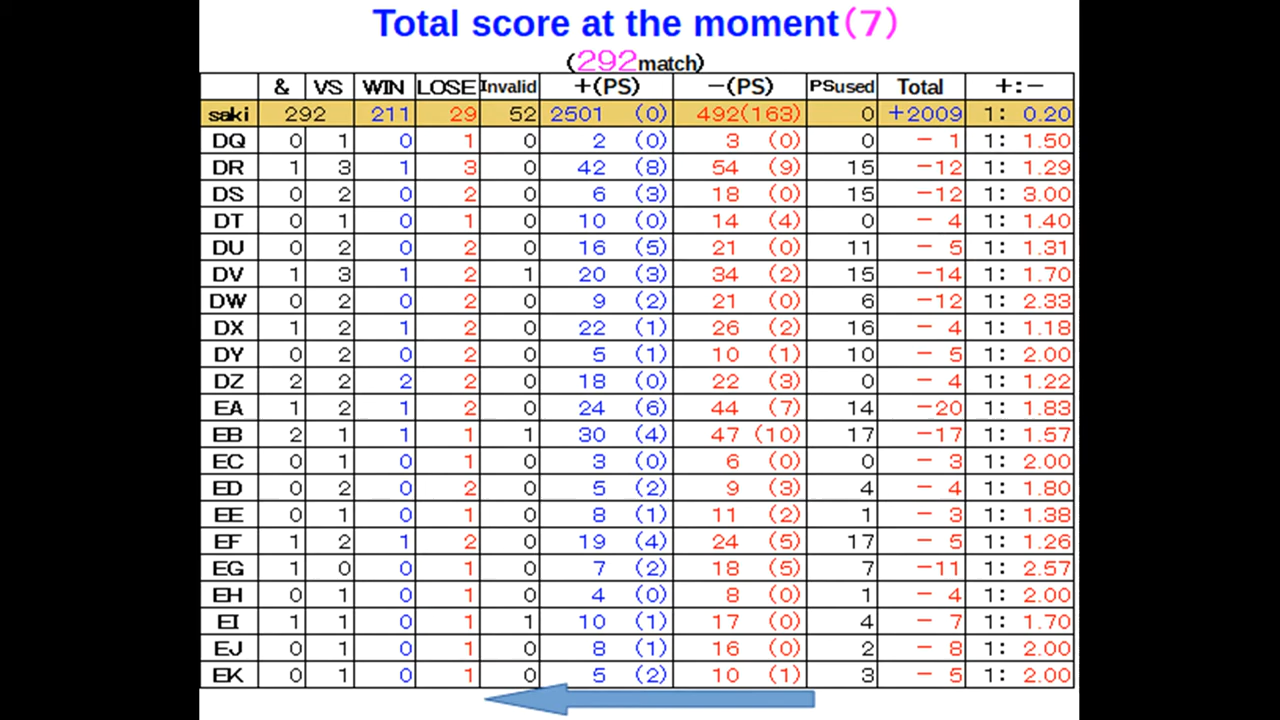 Total score at the moment(7)
(292match)
& VS WIN LOSE Invalid +(PS) −(PS) PSused Total +:−
saki 292 211 29 52 2501 (0) 492(163) 0 +2009 1: 0.20
DQ 0 1 0 1 0 2 (0) 3 (0) 0 − 1 1: 1.50
DR 1 3 1 3 0 42 (8) 54 (9) 15 −12 1: 1.29
DS 0 2 0 2 0 6 (3) 18 (0) 15 −12 1: 3.00
DT 0 1 0 1 0 10 (0) 14 (4) 0 − 4 1: 1.40
DU 0 2 0 2 0 16 (5) 21 (0) 11 − 5 1: 1.31
DV 1 3 1 2 1 20 (3) 34 (2) 15 −14 1: 1.70
DW 0 2 0 2 0 9 (2) 21 (0) 6 −12 1: 2.33
DX 1 2 1 2 0 22 (1) 26 (2) 16 − 4 1: 1.18
DY 0 2 0 2 0 5 (1) 10 (1) 10 − 5 1: 2.00
DZ 2 2 2 2 0 18 (0) 22 (3) 0 − 4 1: 1.22
EA 1 2 1 2 0 24 (6) 44 (7) 14 −20 1: 1.83
EB 2 1 1 1 1 30 (4) 47 (10) 17 −17 1: 1.57
EC 0 1 0 1 0 3 (0) 6 (0) 0 − 3 1: 2.00
ED 0 2 0 2 0 5 (2) 9 (3) 4 − 4 1: 1.80
EE 0 1 0 1 0 8 (1) 11 (2) 1 − 3 1: 1.38
EF 1 2 1 2 0 19 (4) 24 (5) 17 − 5 1: 1.26
EG 1 0 0 1 0 7 (2) 18 (5) 7 −11 1: 2.57
EH 0 1 0 1 0 4 (0) 8 (0) 1 − 4 1: 2.00
EI 1 1 0 1 1 10 (1) 17 (0) 4 − 7 1: 1.70
EJ 0 1 0 1 0 8 (1) 16 (0) 2 − 8 1: 2.00
EK 0 1 0 1 0 5 (2) 10 (1) 3 − 5 1: 2.00